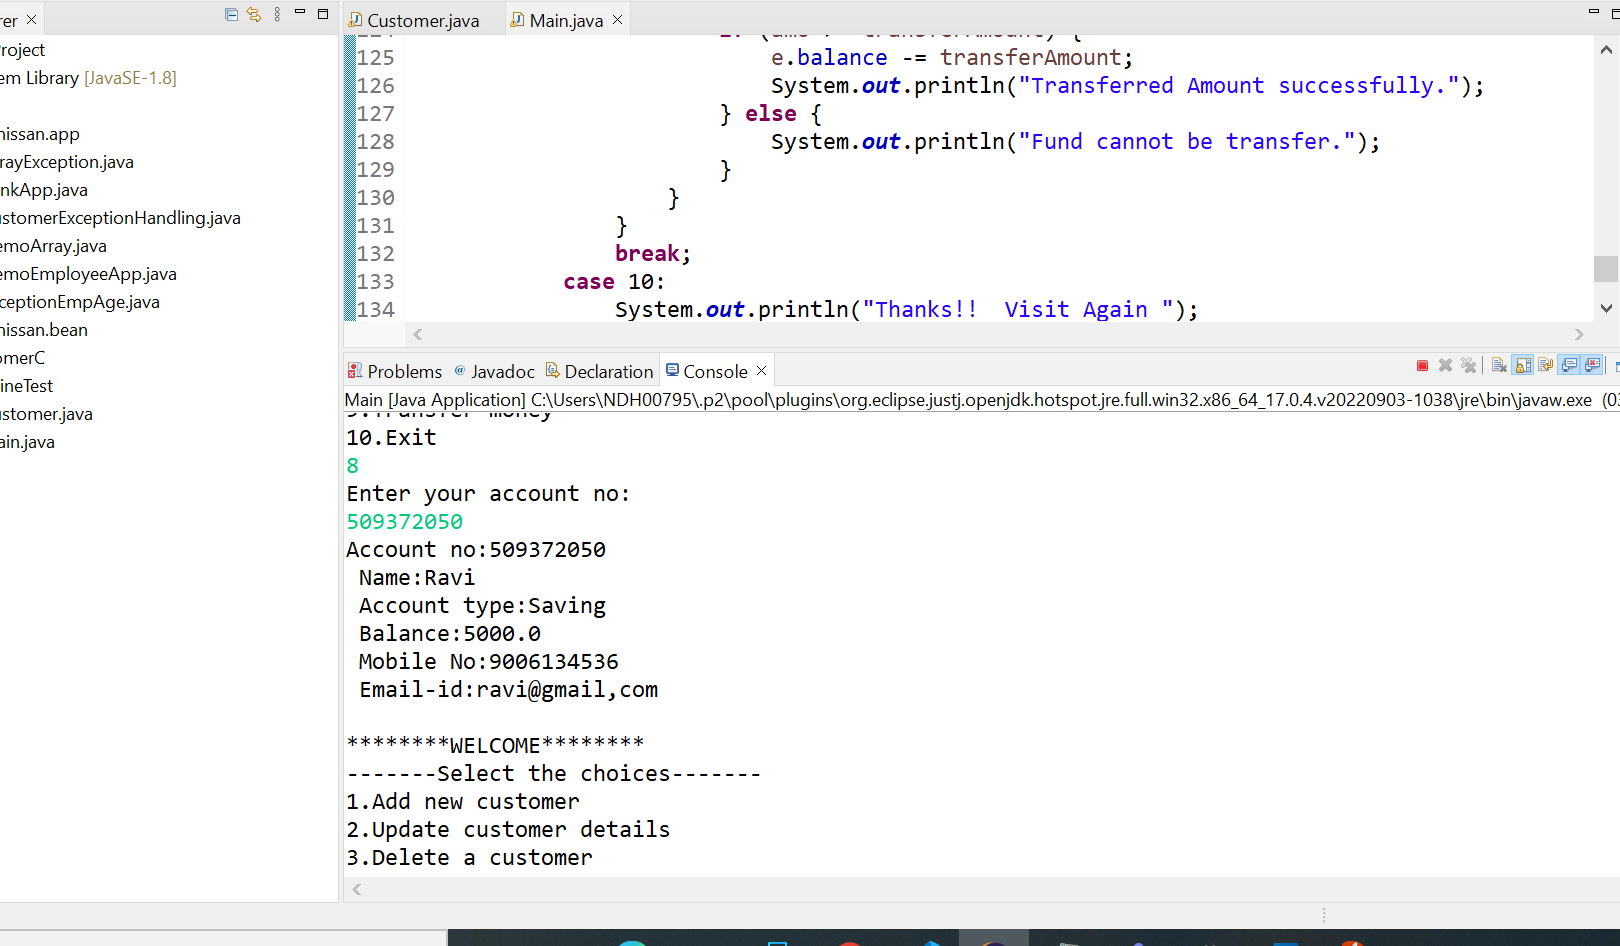 rer
roject
em Library [JavaSE-1.8]
nissan.app
rayException.java
nkApp.java
ustomerExceptionHandling.java
emoArray.java
emoEmployeeApp.java
ceptionEmpAge.java
nissan.bean
omerC
ineTest
ustomer.java
ain.java
Customer.java Main.java
125 e.balance -= transferAmount;
126 System.out.println("Transferred Amount successfully.");
127 } else {
128 System.out.println("Fund cannot be transfer.");
129 }
130 }
131 }
132 break;
133 case 10:
134 System.out.println("Thanks!!  Visit Again ");
Problems @ Javadoc Declaration Console
Main [Java Application] C:\Users\NDH00795\.p2\pool\plugins\org.eclipse.justj.openjdk.hotspot.jre.full.win32.x86_64_17.0.4.v20220903-1038\jre\bin\javaw.exe (03
9.Transfer money
10.Exit
8
Enter your account no:
509372050
Account no:509372050
Name:Ravi
Account type:Saving
Balance:5000.0
Mobile No:9006134536
Email-id:ravi@gmail,com
********WELCOME********
-------Select the choices-------
1.Add new customer
2.Update customer details
3.Delete a customer